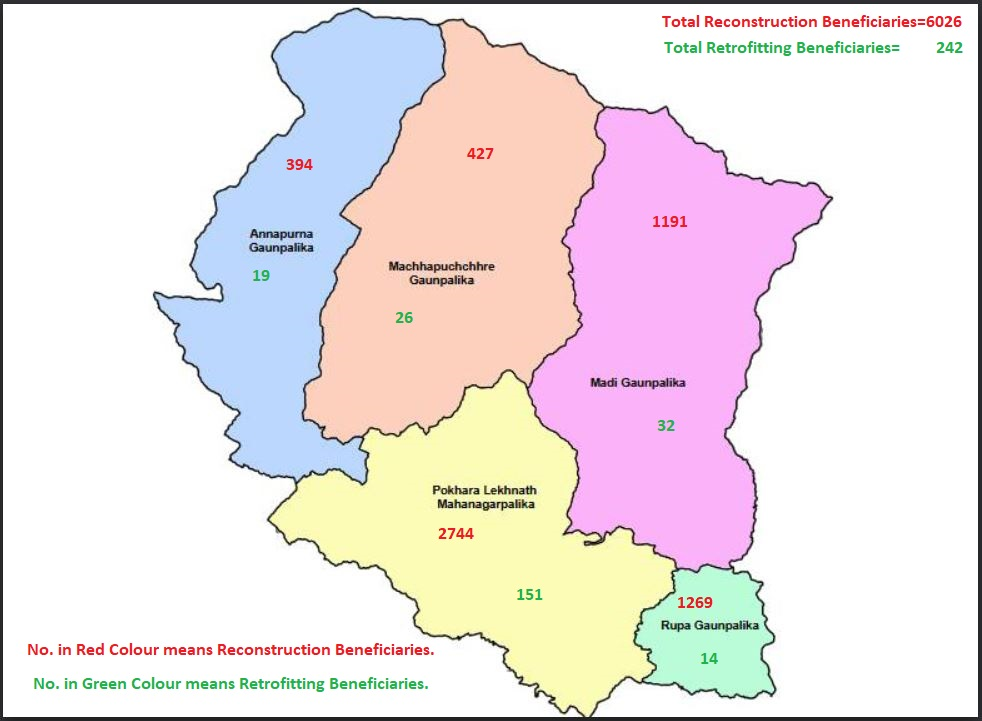 Total Reconstruction Beneficiaries=6026
Total Retrofitting Beneficiaries= 242
394
427
1191
Annapurna
Gaunpalika
19
Machhapuchchhre
Gaunpalika
26
Madi Gaunpalika
32
Pokhara Lekhnath
Mahanagarpalika
2744
151
1269
Rupa Gaunpalika
14
No. in Red Colour means Reconstruction Beneficiaries.
No. in Green Colour means Retrofitting Beneficiaries.